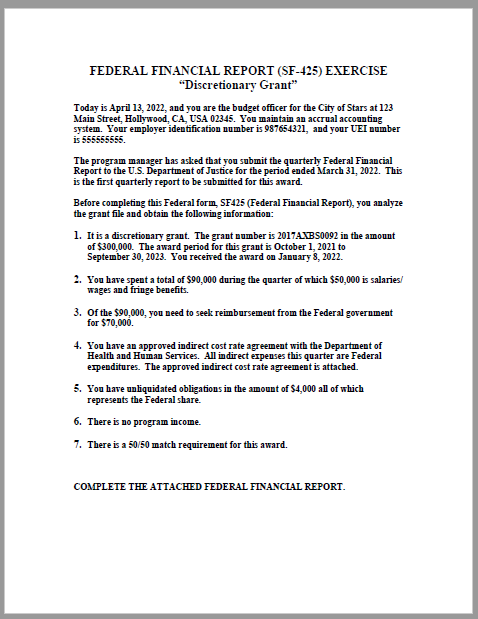 FEDERAL FINANCIAL REPORT (SF-425) EXERCISE
“Discretionary Grant”
Today is April 13, 2022, and you are the budget officer for the City of Stars at 123
Main Street, Hollywood, CA, USA 02345. You maintain an accrual accounting
system. Your employer identification number is 987654321, and your UEI number
is 555555555.
The program manager has asked that you submit the quarterly Federal Financial
Report to the U.S. Department of Justice for the period ended March 31, 2022. This
is the first quarterly report to be submitted for this award.
Before completing this Federal form, SF425 (Federal Financial Report), you analyze
the grant file and obtain the following information:
1. It is a discretionary grant. The grant number is 2017AXBS0092 in the amount
of $300,000. The award period for this grant is October 1, 2021 to
September 30, 2023. You received the award on January 8, 2022.
2. You have spent a total of $90,000 during the quarter of which $50,000 is salaries/
wages and fringe benefits.
3. Of the $90,000, you need to seek reimbursement from the Federal government
for $70,000.
4. You have an approved indirect cost rate agreement with the Department of
Health and Human Services. All indirect expenses this quarter are Federal
expenditures. The approved indirect cost rate agreement is attached.
5. You have unliquidated obligations in the amount of $4,000 all of which
represents the Federal share.
6. There is no program income.
7. There is a 50/50 match requirement for this award.
COMPLETE THE ATTACHED FEDERAL FINANCIAL REPORT.